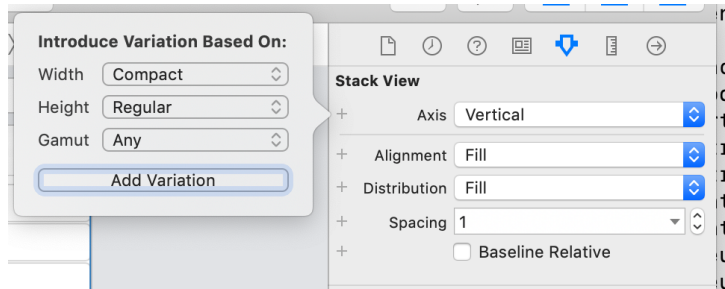 Introduce Variation Based On:
Width Compact
Height Regular
Gamut Any
Add Variation
Stack View
Axis Vertical
Alignment Fill
Distribution Fill
Spacing 1
Baseline Relative